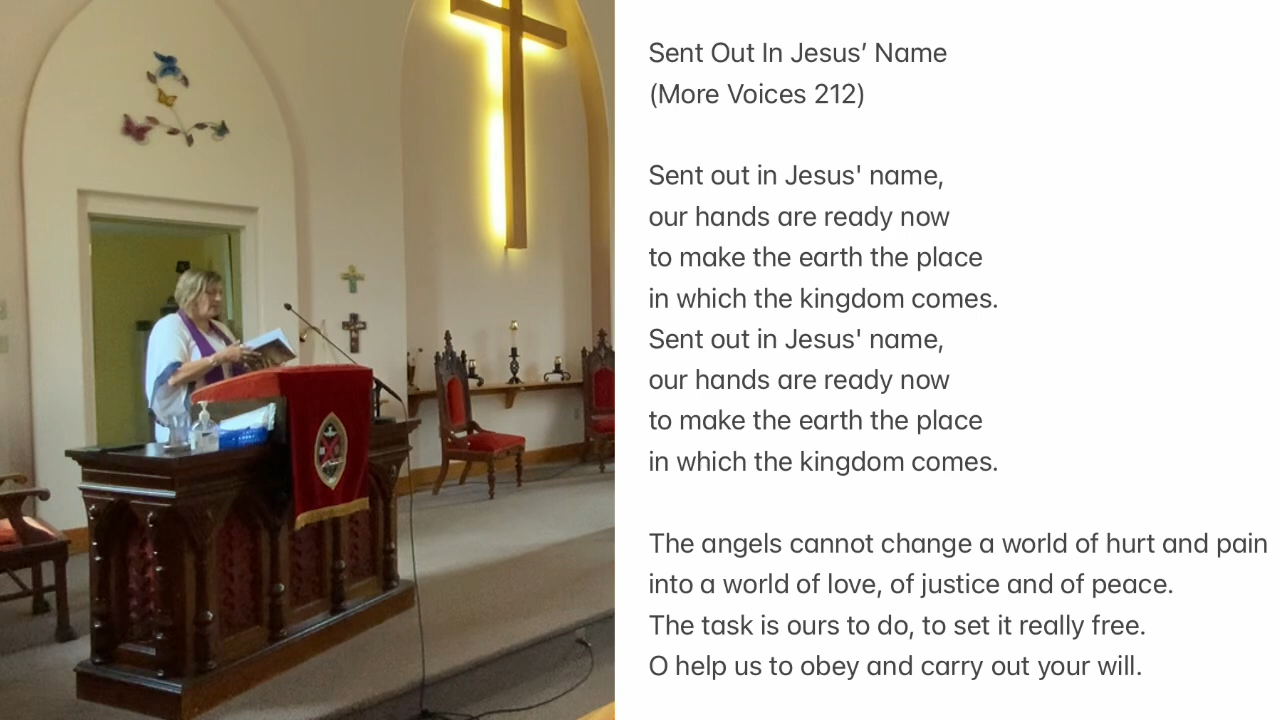 Sent Out In Jesus’ Name
(More Voices 212)
Sent out in Jesus' name,
our hands are ready now
to make the earth the place
in which the kingdom comes.
Sent out in Jesus' name,
our hands are ready now
to make the earth the place
in which the kingdom comes.
The angels cannot change a world of hurt and pain
into a world of love, of justice and of peace.
The task is ours to do, to set it really free.
O help us to obey and carry out your will.